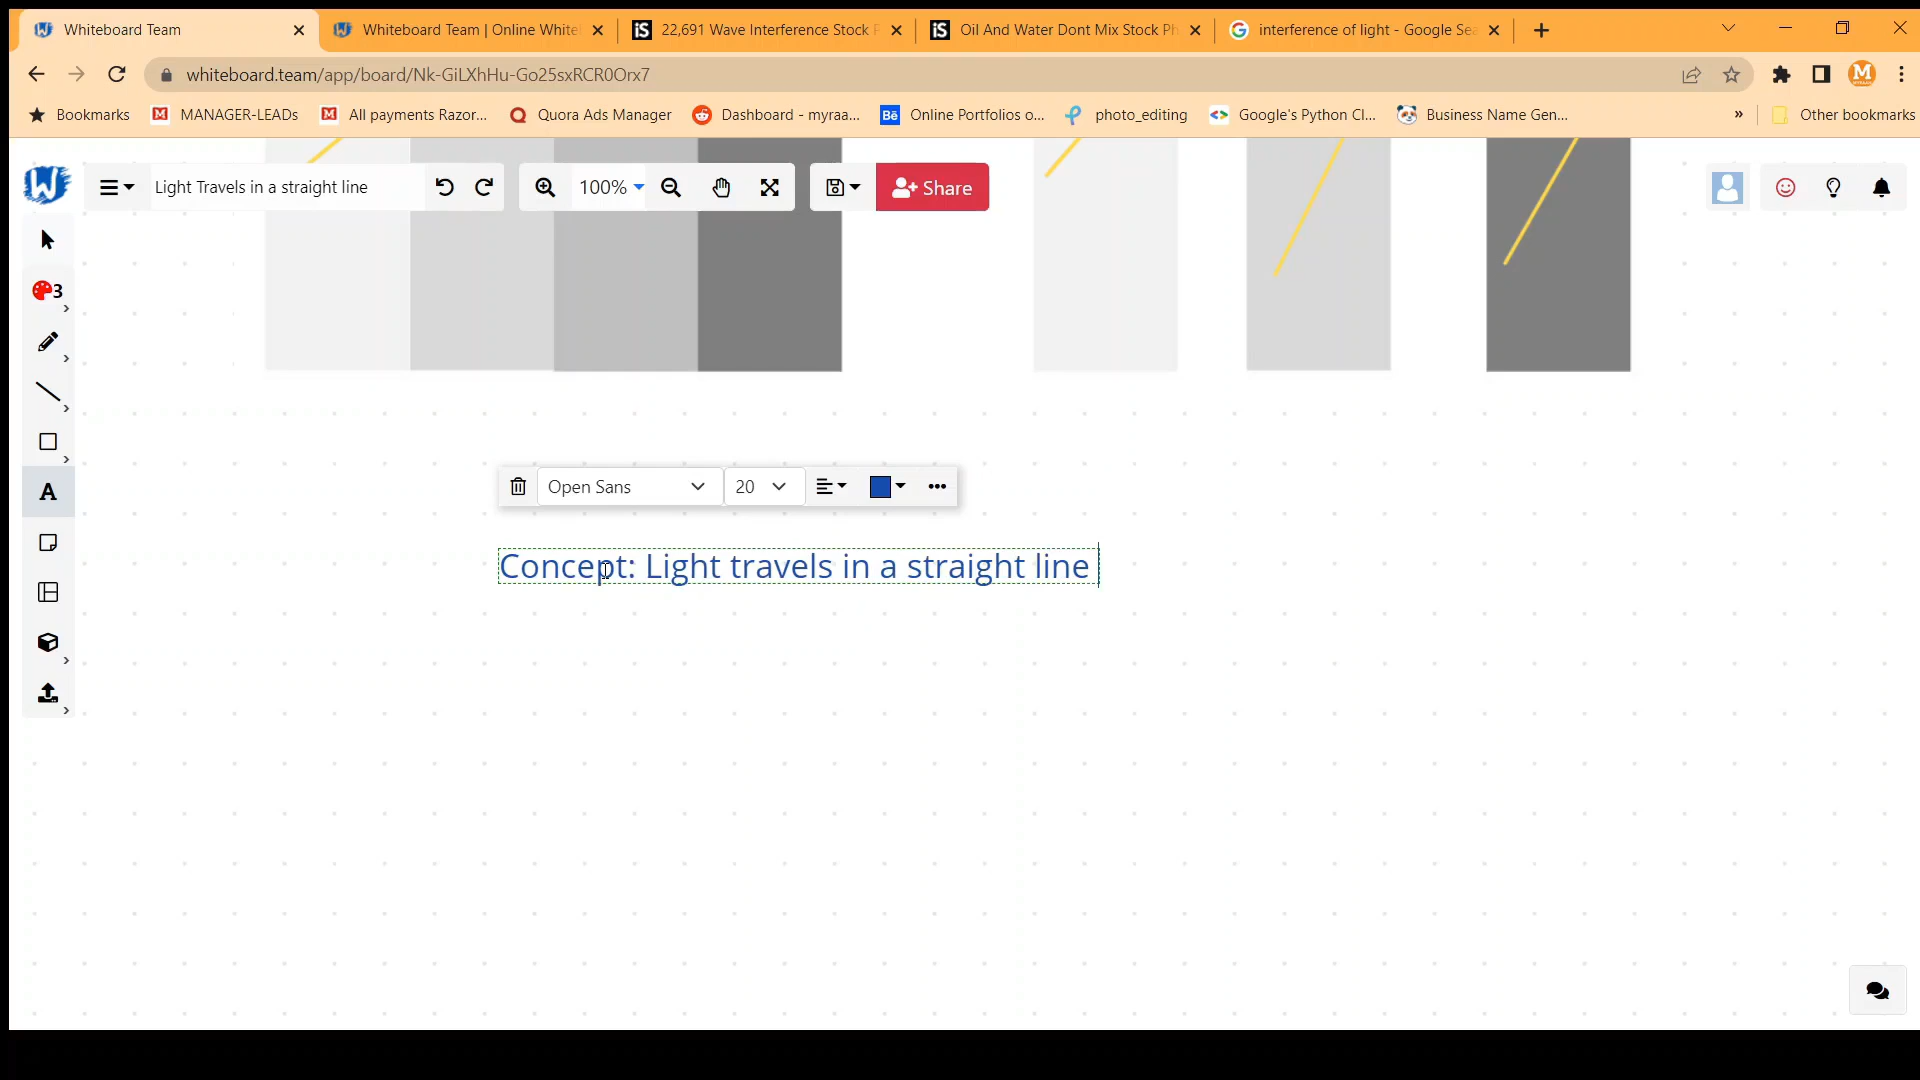 Whiteboard Team
Whiteboard Team | Online White
22,691 Wave Interference Stock P
Oil And Water Dont Mix Stock Ph
interference of light - Google Sea
whiteboard.team/app/board/Nk-GiLXhHu-Go25sxRCR0Orx7
M
Bookmarks
MANAGER-LEADs
All payments Razor...
Quora Ads Manager
Dashboard - myraa...
Online Portfolios o...
photo_editing
Google's Python Cl...
Business Name Gen...
»
Other bookmarks
Light Travels in a straight line
100%
Share
3
A
Open Sans
20
Concept: Light travels in a straight line